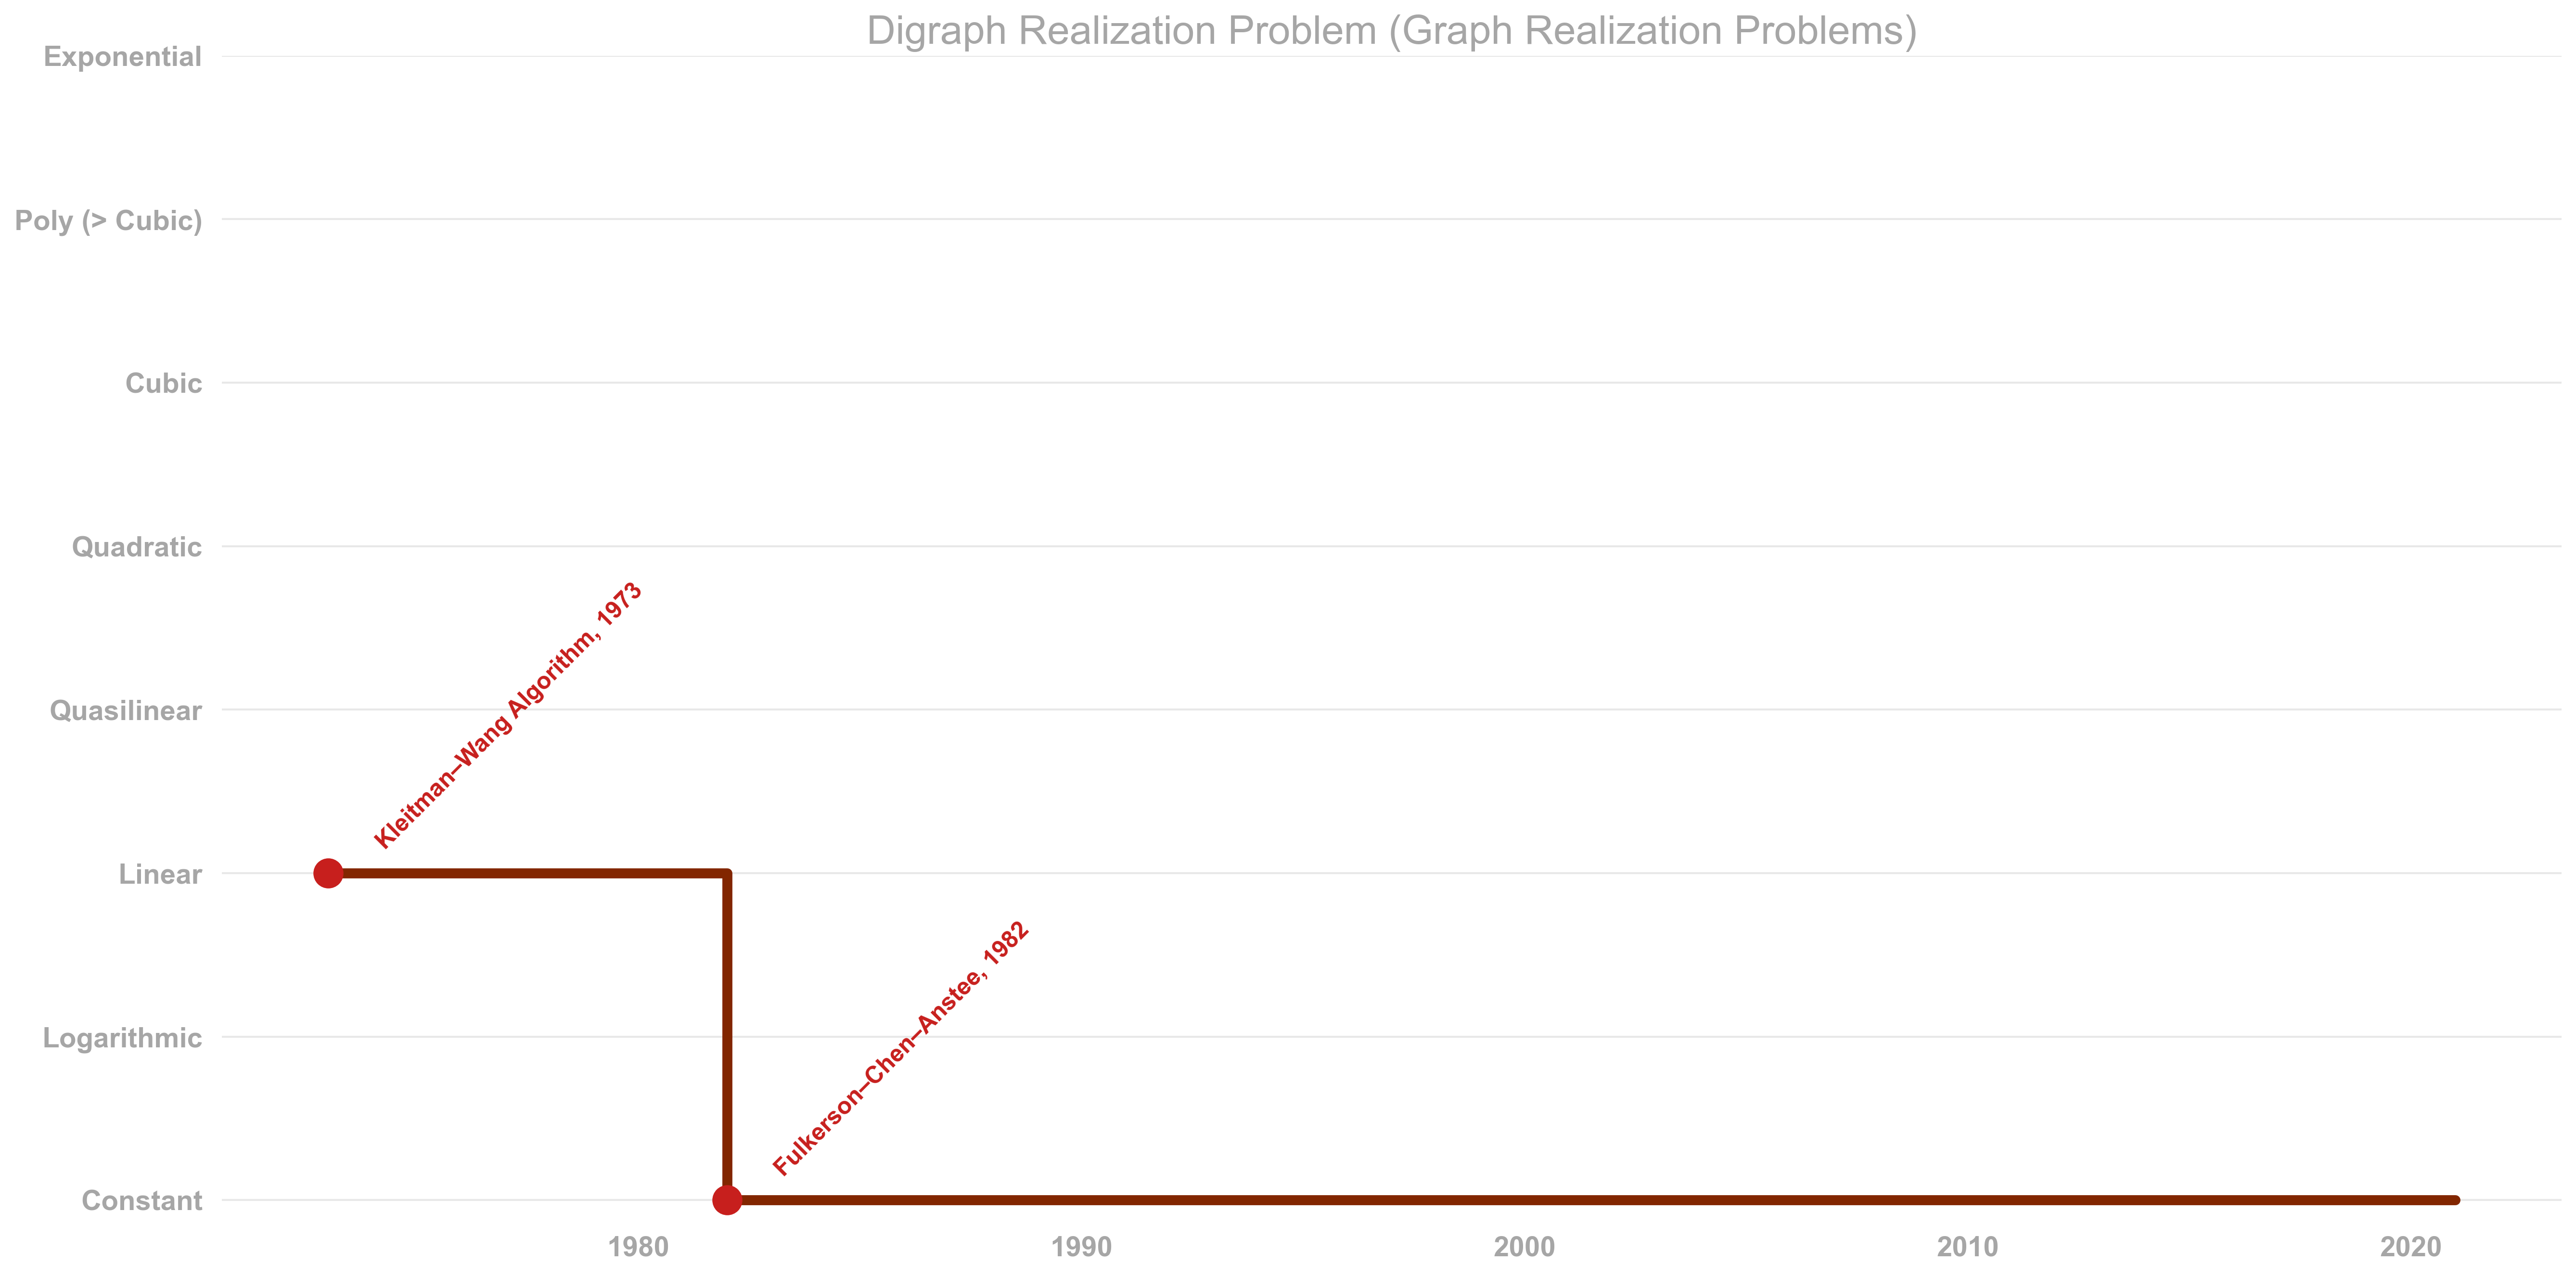 Digraph Realization Problem (Graph Realization Problems)
Exponential
Poly (> Cubic)
Cubic
Quadratic
Quasilinear
Linear
Logarithmic
Constant
Kleitman–Wang Algorithm, 1973
Fulkerson–Chen–Anstee, 1982
1980
1990
2000
2010
2020